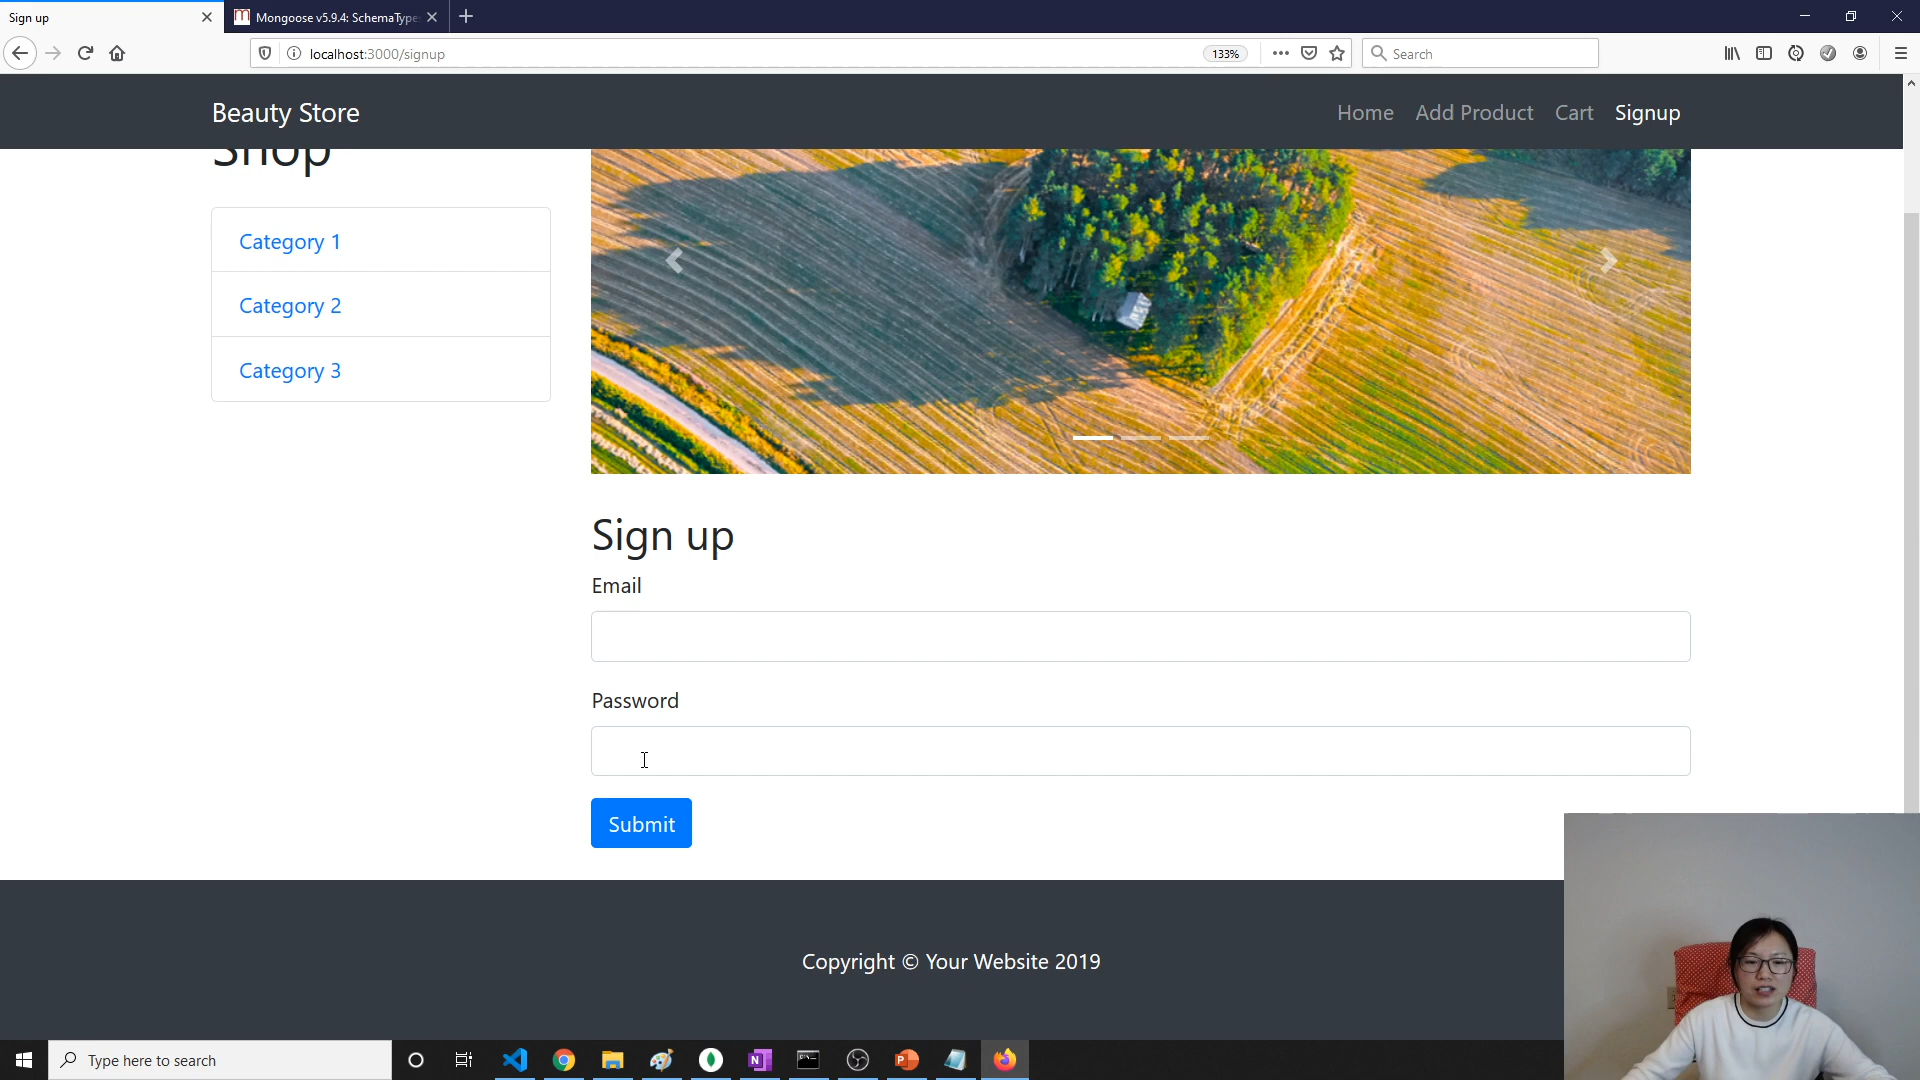 Sign up
Mongoose v5.9.4: SchemaType
localhost:3000/signup
133%
Search
Beauty Store
Home
Add Product
Cart
Signup
Shop
Category 1
Category 2
Category 3
Sign up
Email
Password
Submit
Copyright © Your Website 2019
Type here to search